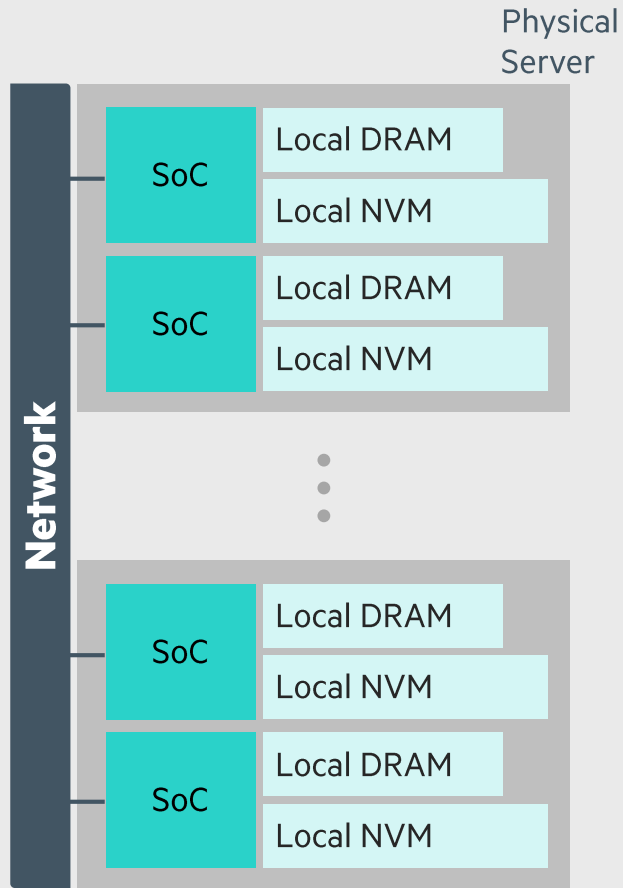 Physical
Server
Network
SoC
Local DRAM
Local NVM
SoC
Local DRAM
Local NVM
SoC
Local DRAM
Local NVM
SoC
Local DRAM
Local NVM